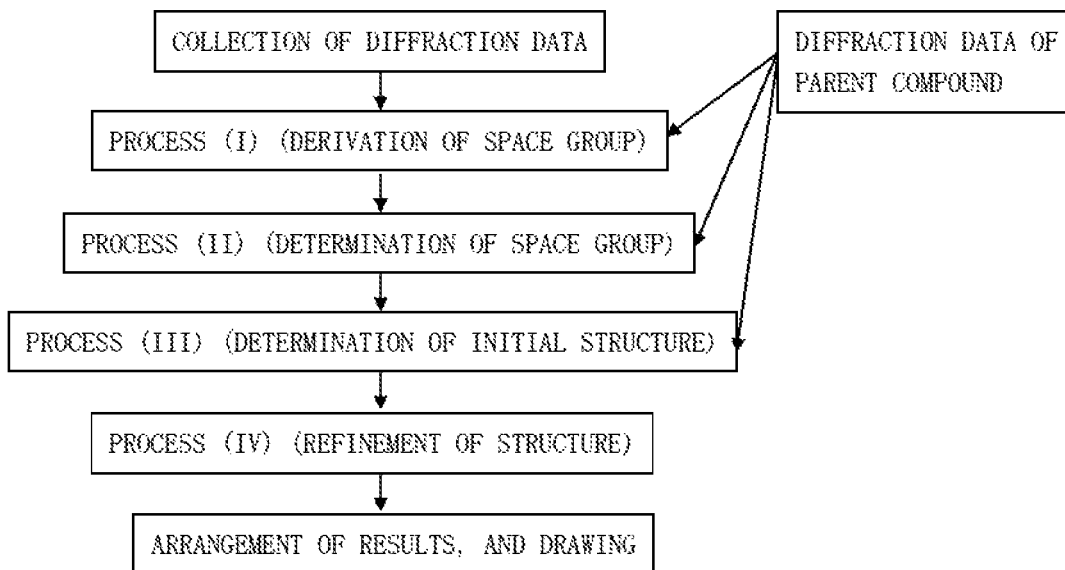 COLLECTION OF DIFFRACTION DATA
DIFFRACTION DATA OF
PARENT COMPOUND
PROCESS (I) (DERIVATION OF SPACE GROUP)
PROCESS (II) (DETERMINATION OF SPACE GROUP)
PROCESS (III) (DETERMINATION OF INITIAL STRUCTURE)
PROCESS (IV) (REFINEMENT OF STRUCTURE)
ARRANGEMENT OF RESULTS, AND DRAWING